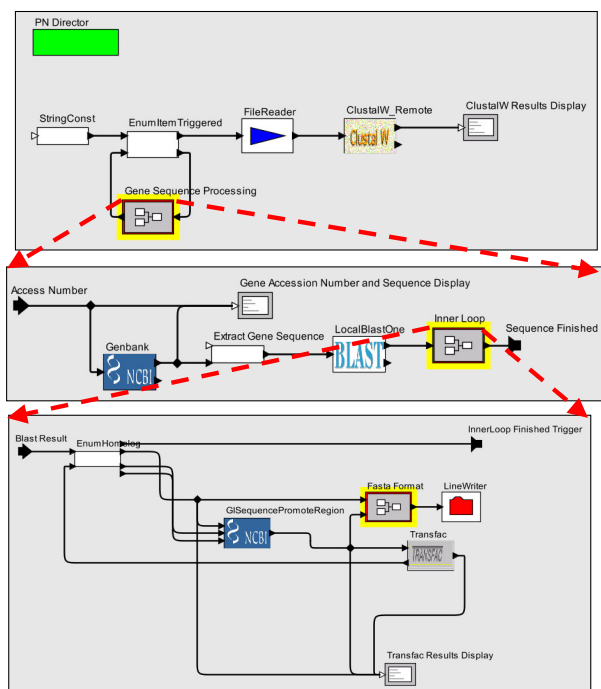 PN Director
StringConst
EnumItemTriggered
FileReader
ClustalW_Remote
ClustalW Results Display
Clustal W
Gene Sequence Processing
Access Number
Gene Accession Number and Sequence Display
Genbank
NCBI
Extract Gene Sequence
LocalBlastOne
BLAST
Inner Loop
Sequence Finished
Blast Result
EnumHomolog
InnerLoop Finished Trigger
GISequencePromoteRegion
NCBI
Fasta Format
LineWriter
Transfac
TRANSFAC
Transfac Results Display